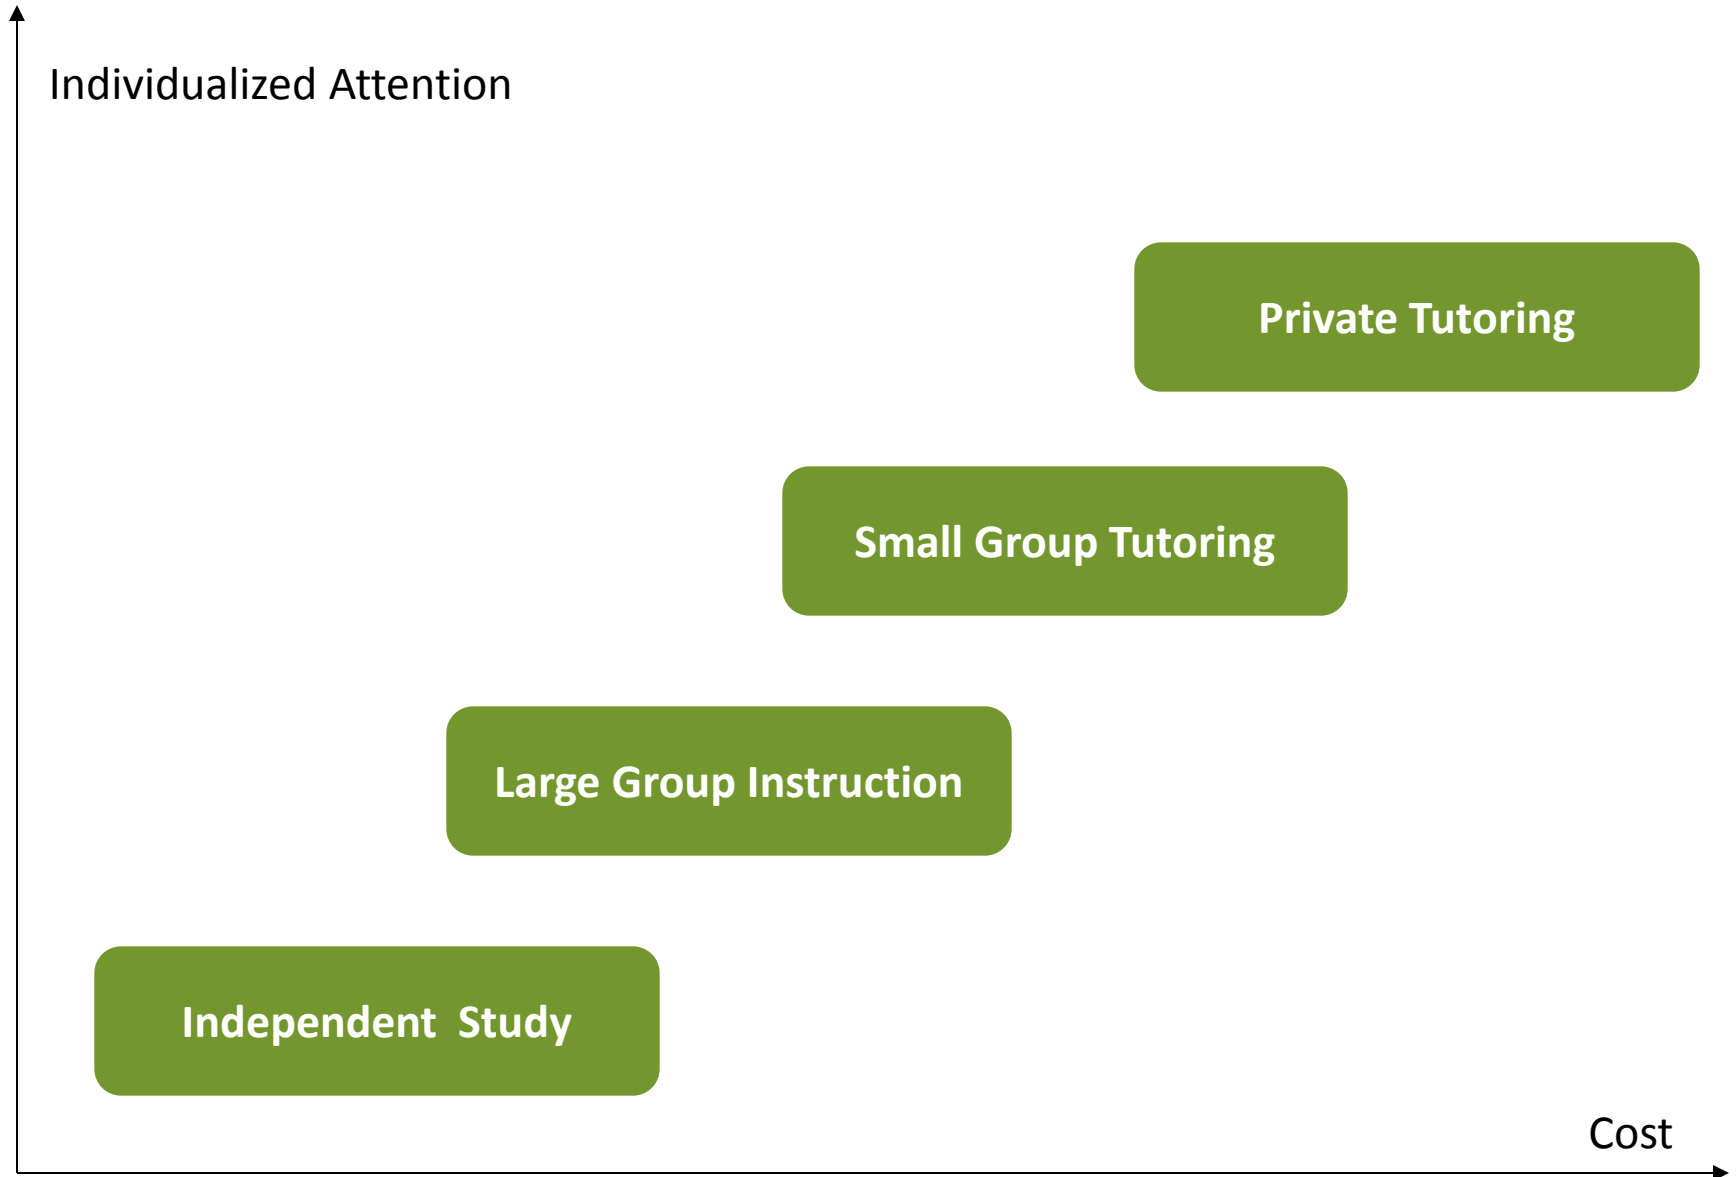 Individualized Attention
Private Tutoring
Small Group Tutoring
Large Group Instruction
Independent  Study
Cost